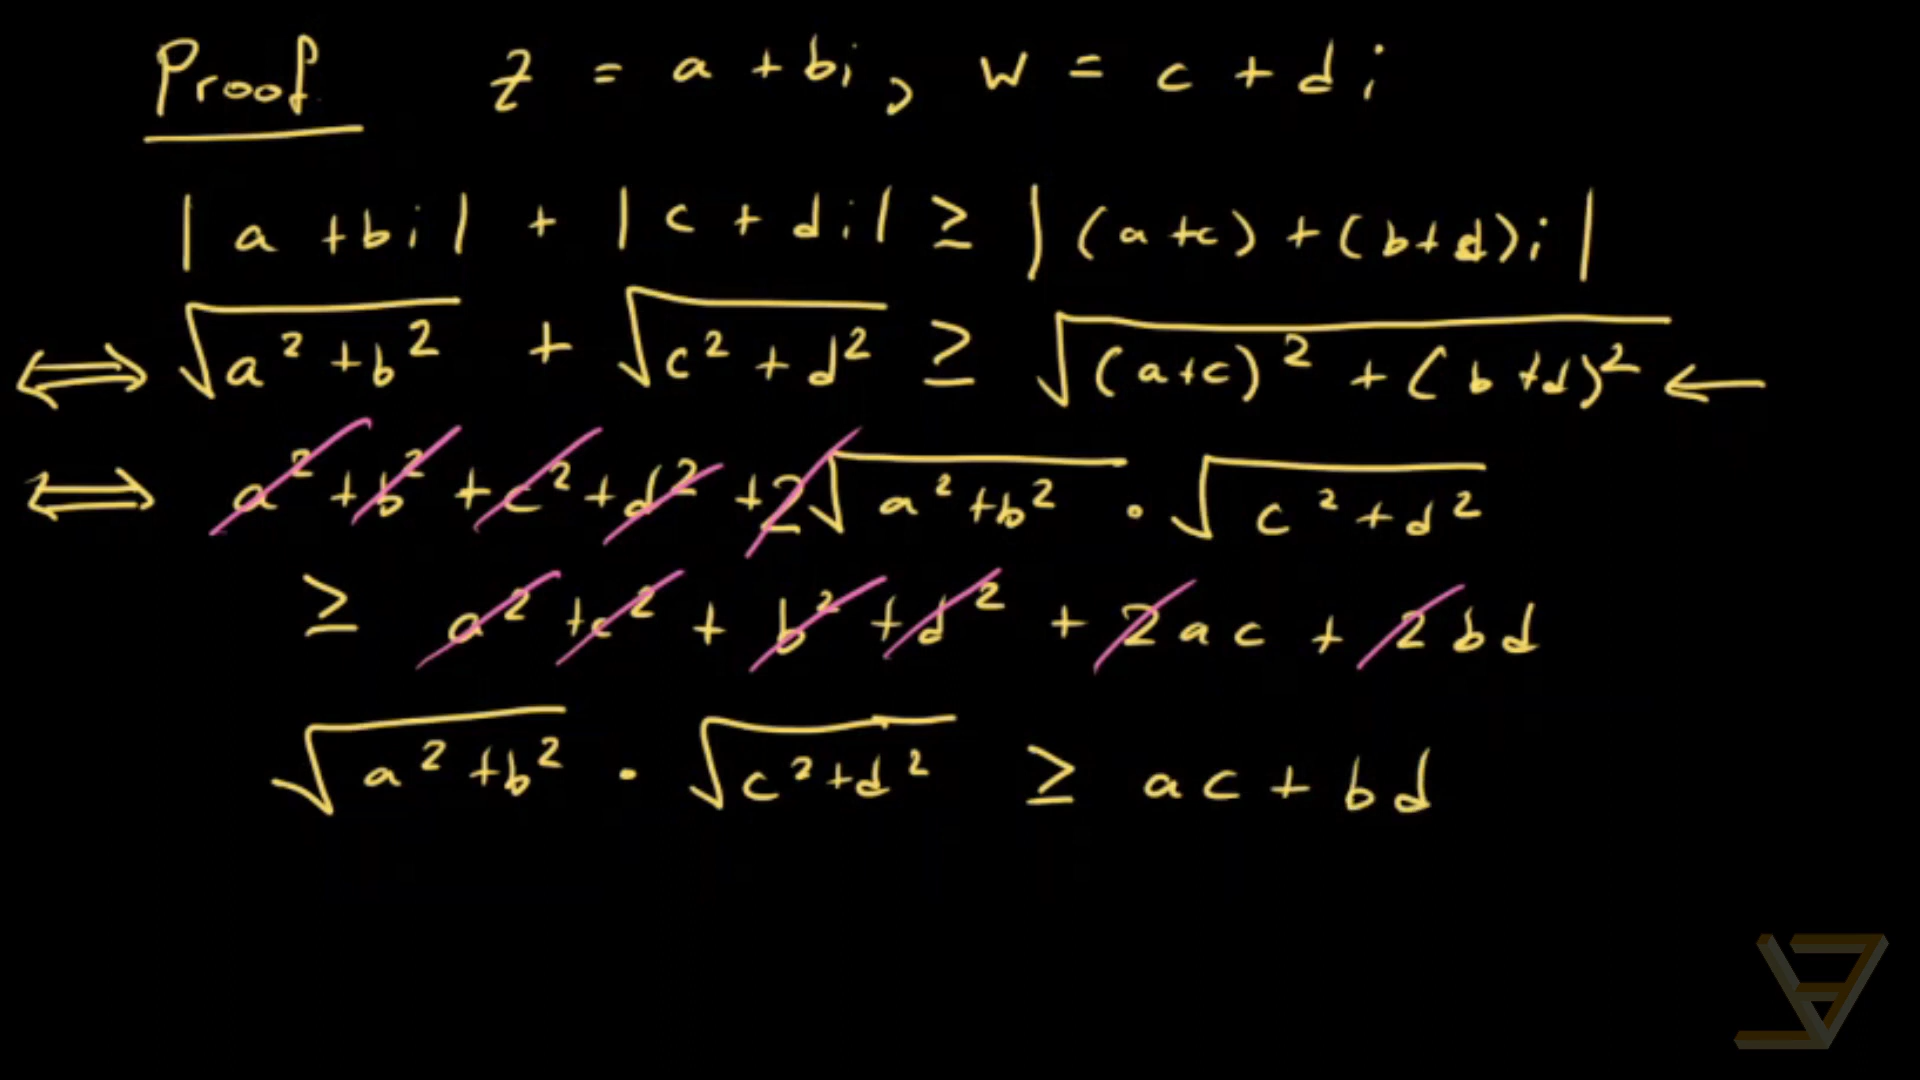 Proof z = a + bi, w = c + di
|a + bi| + |c + di| ≥ |(a+c) + (b+d)i|
⟺ √(a² + b²) + √(c² + d²) ≥ √((a+c)² + (b+d)²) ←
⟺ a² + b² + c² + d² + 2√(a² + b²) · √(c² + d²)
≥ a² + c² + b² + d² + 2ac + 2bd
√(a² + b²) · √(c² + d²) ≥ ac + bd